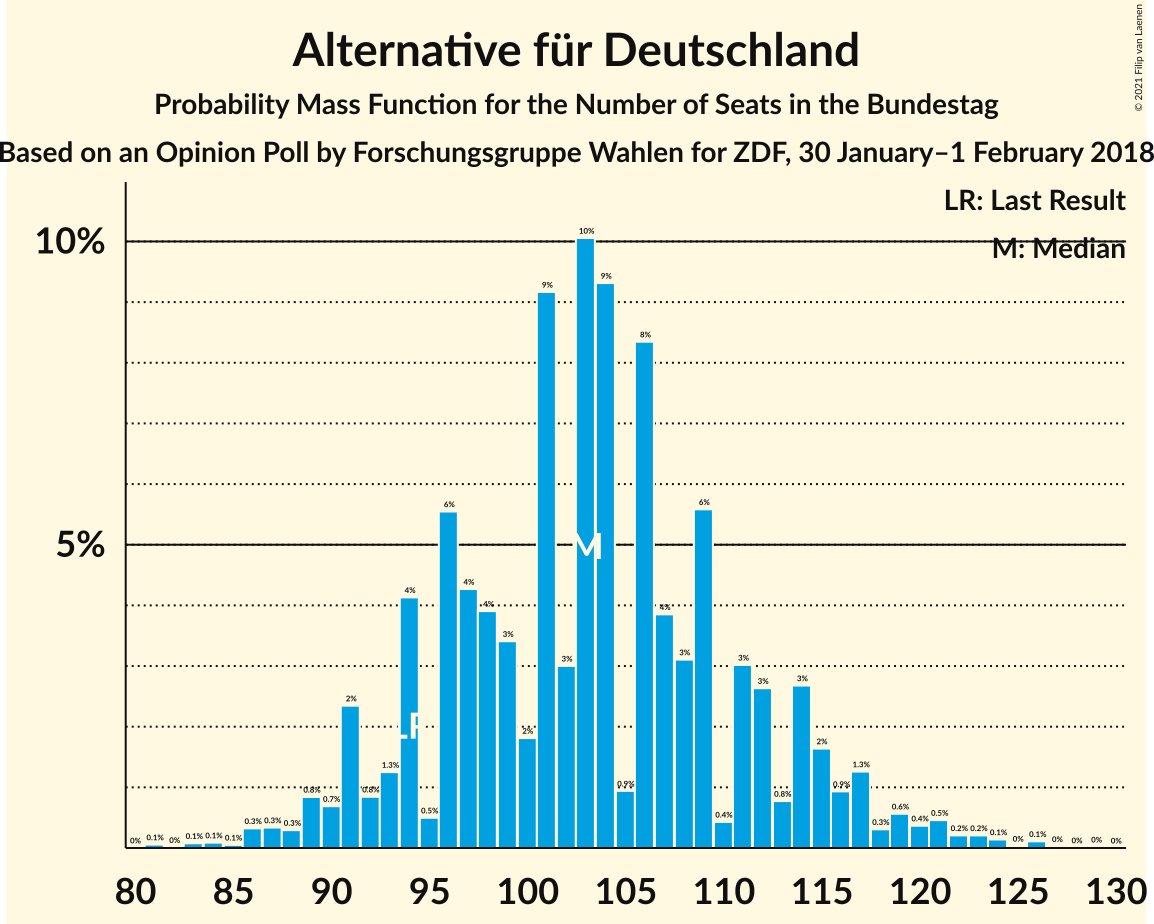 Alternative für Deutschland
Probability Mass Function for the Number of Seats in the Bundestag
Based on an Opinion Poll by Forschungsgruppe Wahlen for ZDF, 30 January–1 February 2018
© 2021 Filip van Laenen
LR: Last Result
M: Median
10%
5%
0% 0.1% 0% 0.1% 0.1% 0.1% 0.3% 0.3% 0.3% 0.8% 0.7% 2% 0.8% 1.3% 4% 0.5% 6% 4% 4% 3% 2% 9% 3% 10% 9% 0.9% 8% 4% 3% 6% 0.4% 3% 3% 0.8% 3% 2% 0.9% 1.3% 0.3% 0.6% 0.4% 0.5% 0.2% 0.2% 0.1% 0% 0.1% 0% 0% 0% 0%
LR
M
80 85 90 95 100 105 110 115 120 125 130